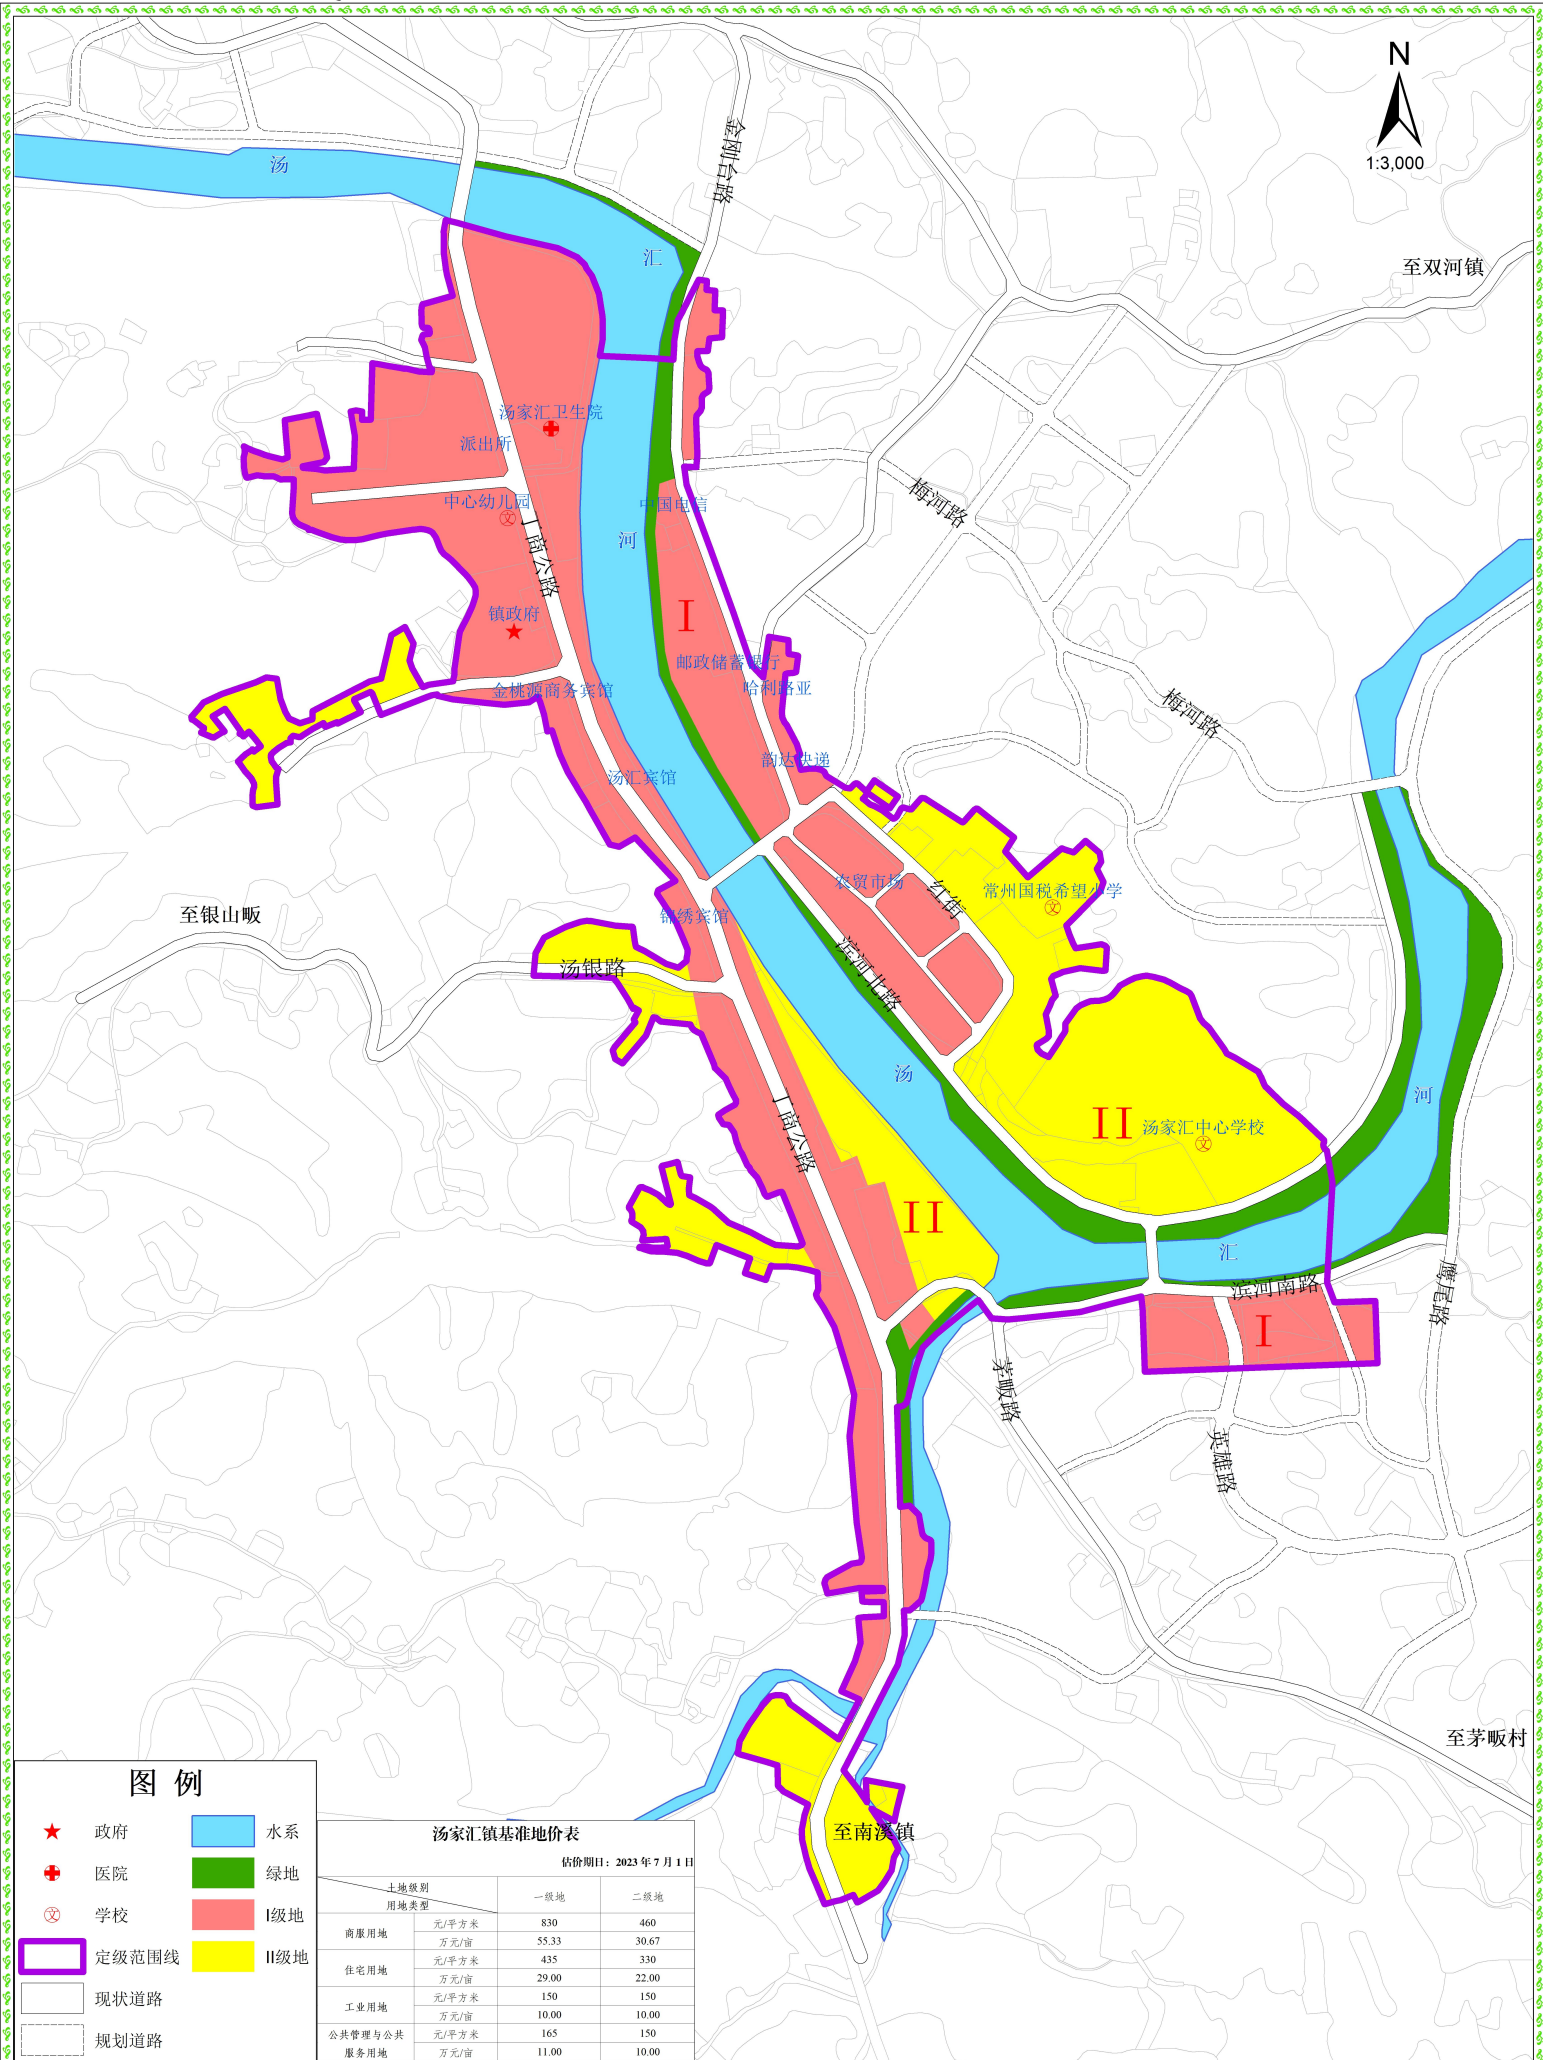 N
1:3,000
汤
金刚台路
汇
至双河镇
汤家汇卫生院
派出所
中心幼儿园
中国电信
梅河路
丁商公路
河
镇政府
I
邮政储蓄银行
金桃源商务宾馆
哈利路亚
梅河路
汤汇宾馆
韵达快递
农贸市场
红街
常州国税希望小学
至银山畈
锦绣宾馆
汤银路
滨河北路
汤
河
丁商公路
II
汤家汇中心学校
II
汇
滨河南路
鹰尾路
I
茅畈路
英雄路
至茅畈村
至南溪镇
图 例
政府
水系
医院
绿地
学校
I级地
定级范围线
II级地
现状道路
规划道路
汤家汇镇基准地价表
估价期日：2023 年 7 月 1 日
土地级别
用地类型
一级地
二级地
商服用地
元/平方米 830 460
万元/亩 55.33 30.67
住宅用地
元/平方米 435 330
万元/亩 29.00 22.00
工业用地
元/平方米 150 150
万元/亩 10.00 10.00
公共管理与公共
服务用地
元/平方米 165 150
万元/亩 11.00 10.00